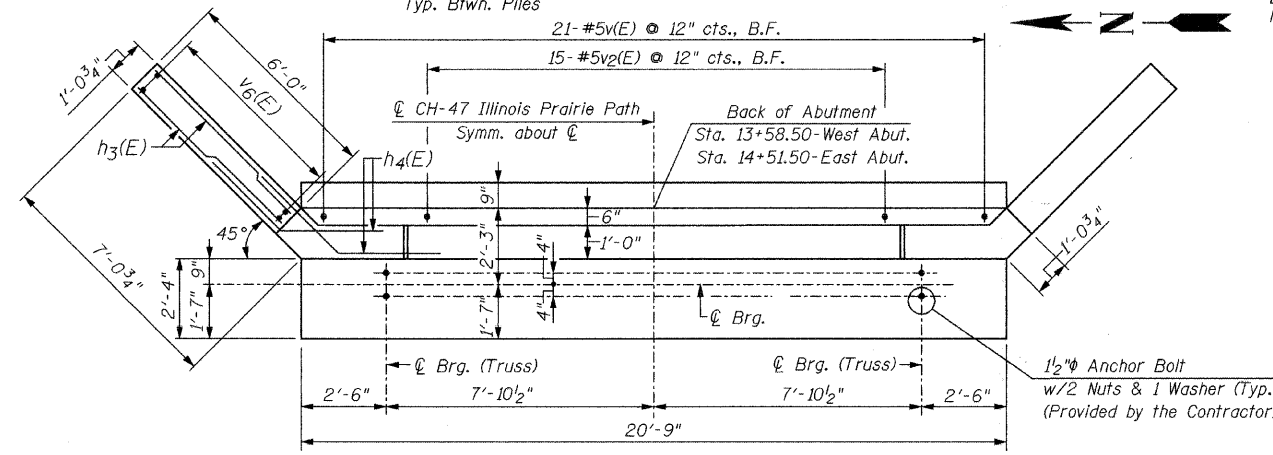 Typ. Btwn. Piles
21-#5v(E) @ 12" cts., B.F.
15-#5v2(E) @ 12" cts., B.F.
N
1'-0¾"
6'-0"
v6(E)
℄ CH-47 Illinois Prairie Path
Symm. about ℄
Back of Abutment
Sta. 13+58.50-West Abut.
Sta. 14+51.50-East Abut.
h3(E)
h4(E)
9"
6"
1'-0"
2'-3"
4"
4"
1'-7"
45°
7'-0¾"
2'-4"
9"
1'-7"
1'-0¾"
℄ Brg.
℄ Brg. (Truss)
℄ Brg. (Truss)
1½"ϕ Anchor Bolt
w/2 Nuts & 1 Washer (Typ.
(Provided by the Contractor
2'-6"
7'-10½"
7'-10½"
2'-6"
20'-9"